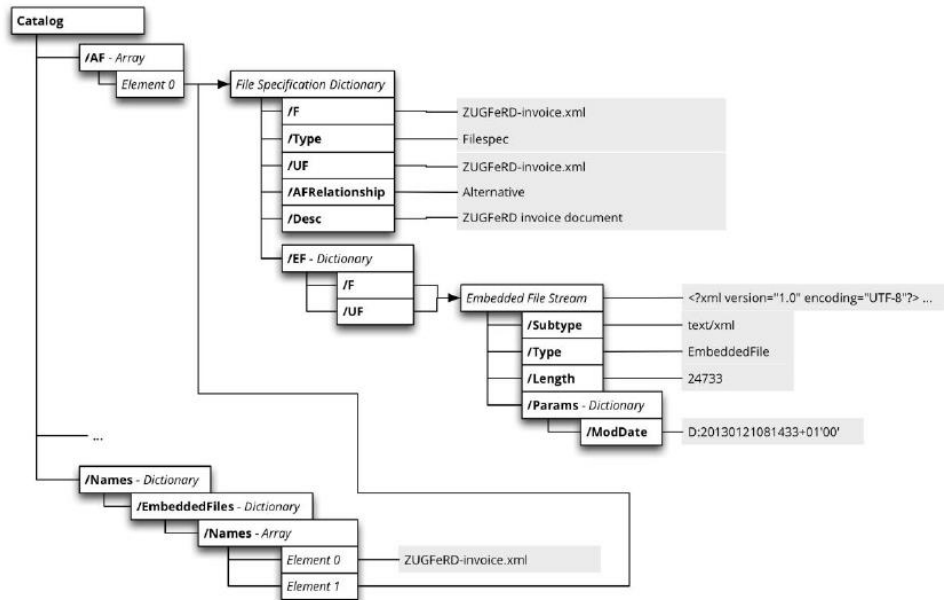 Catalog
/AF - Array
Element 0
File Specification Dictionary
/F
ZUGFeRD-invoice.xml
/Type
Filespec
/UF
ZUGFeRD-invoice.xml
/AFRelationship
Alternative
/Desc
ZUGFeRD invoice document
/EF - Dictionary
/F
/UF
Embedded File Stream
<?xml version="1.0" encoding="UTF-8"?> ...
/Subtype
text/xml
/Type
EmbeddedFile
/Length
24733
/Params - Dictionary
/ModDate
D:20130121081433+01'00'
...
/Names - Dictionary
/EmbeddedFiles - Dictionary
/Names - Array
Element 0
ZUGFeRD-invoice.xml
Element 1